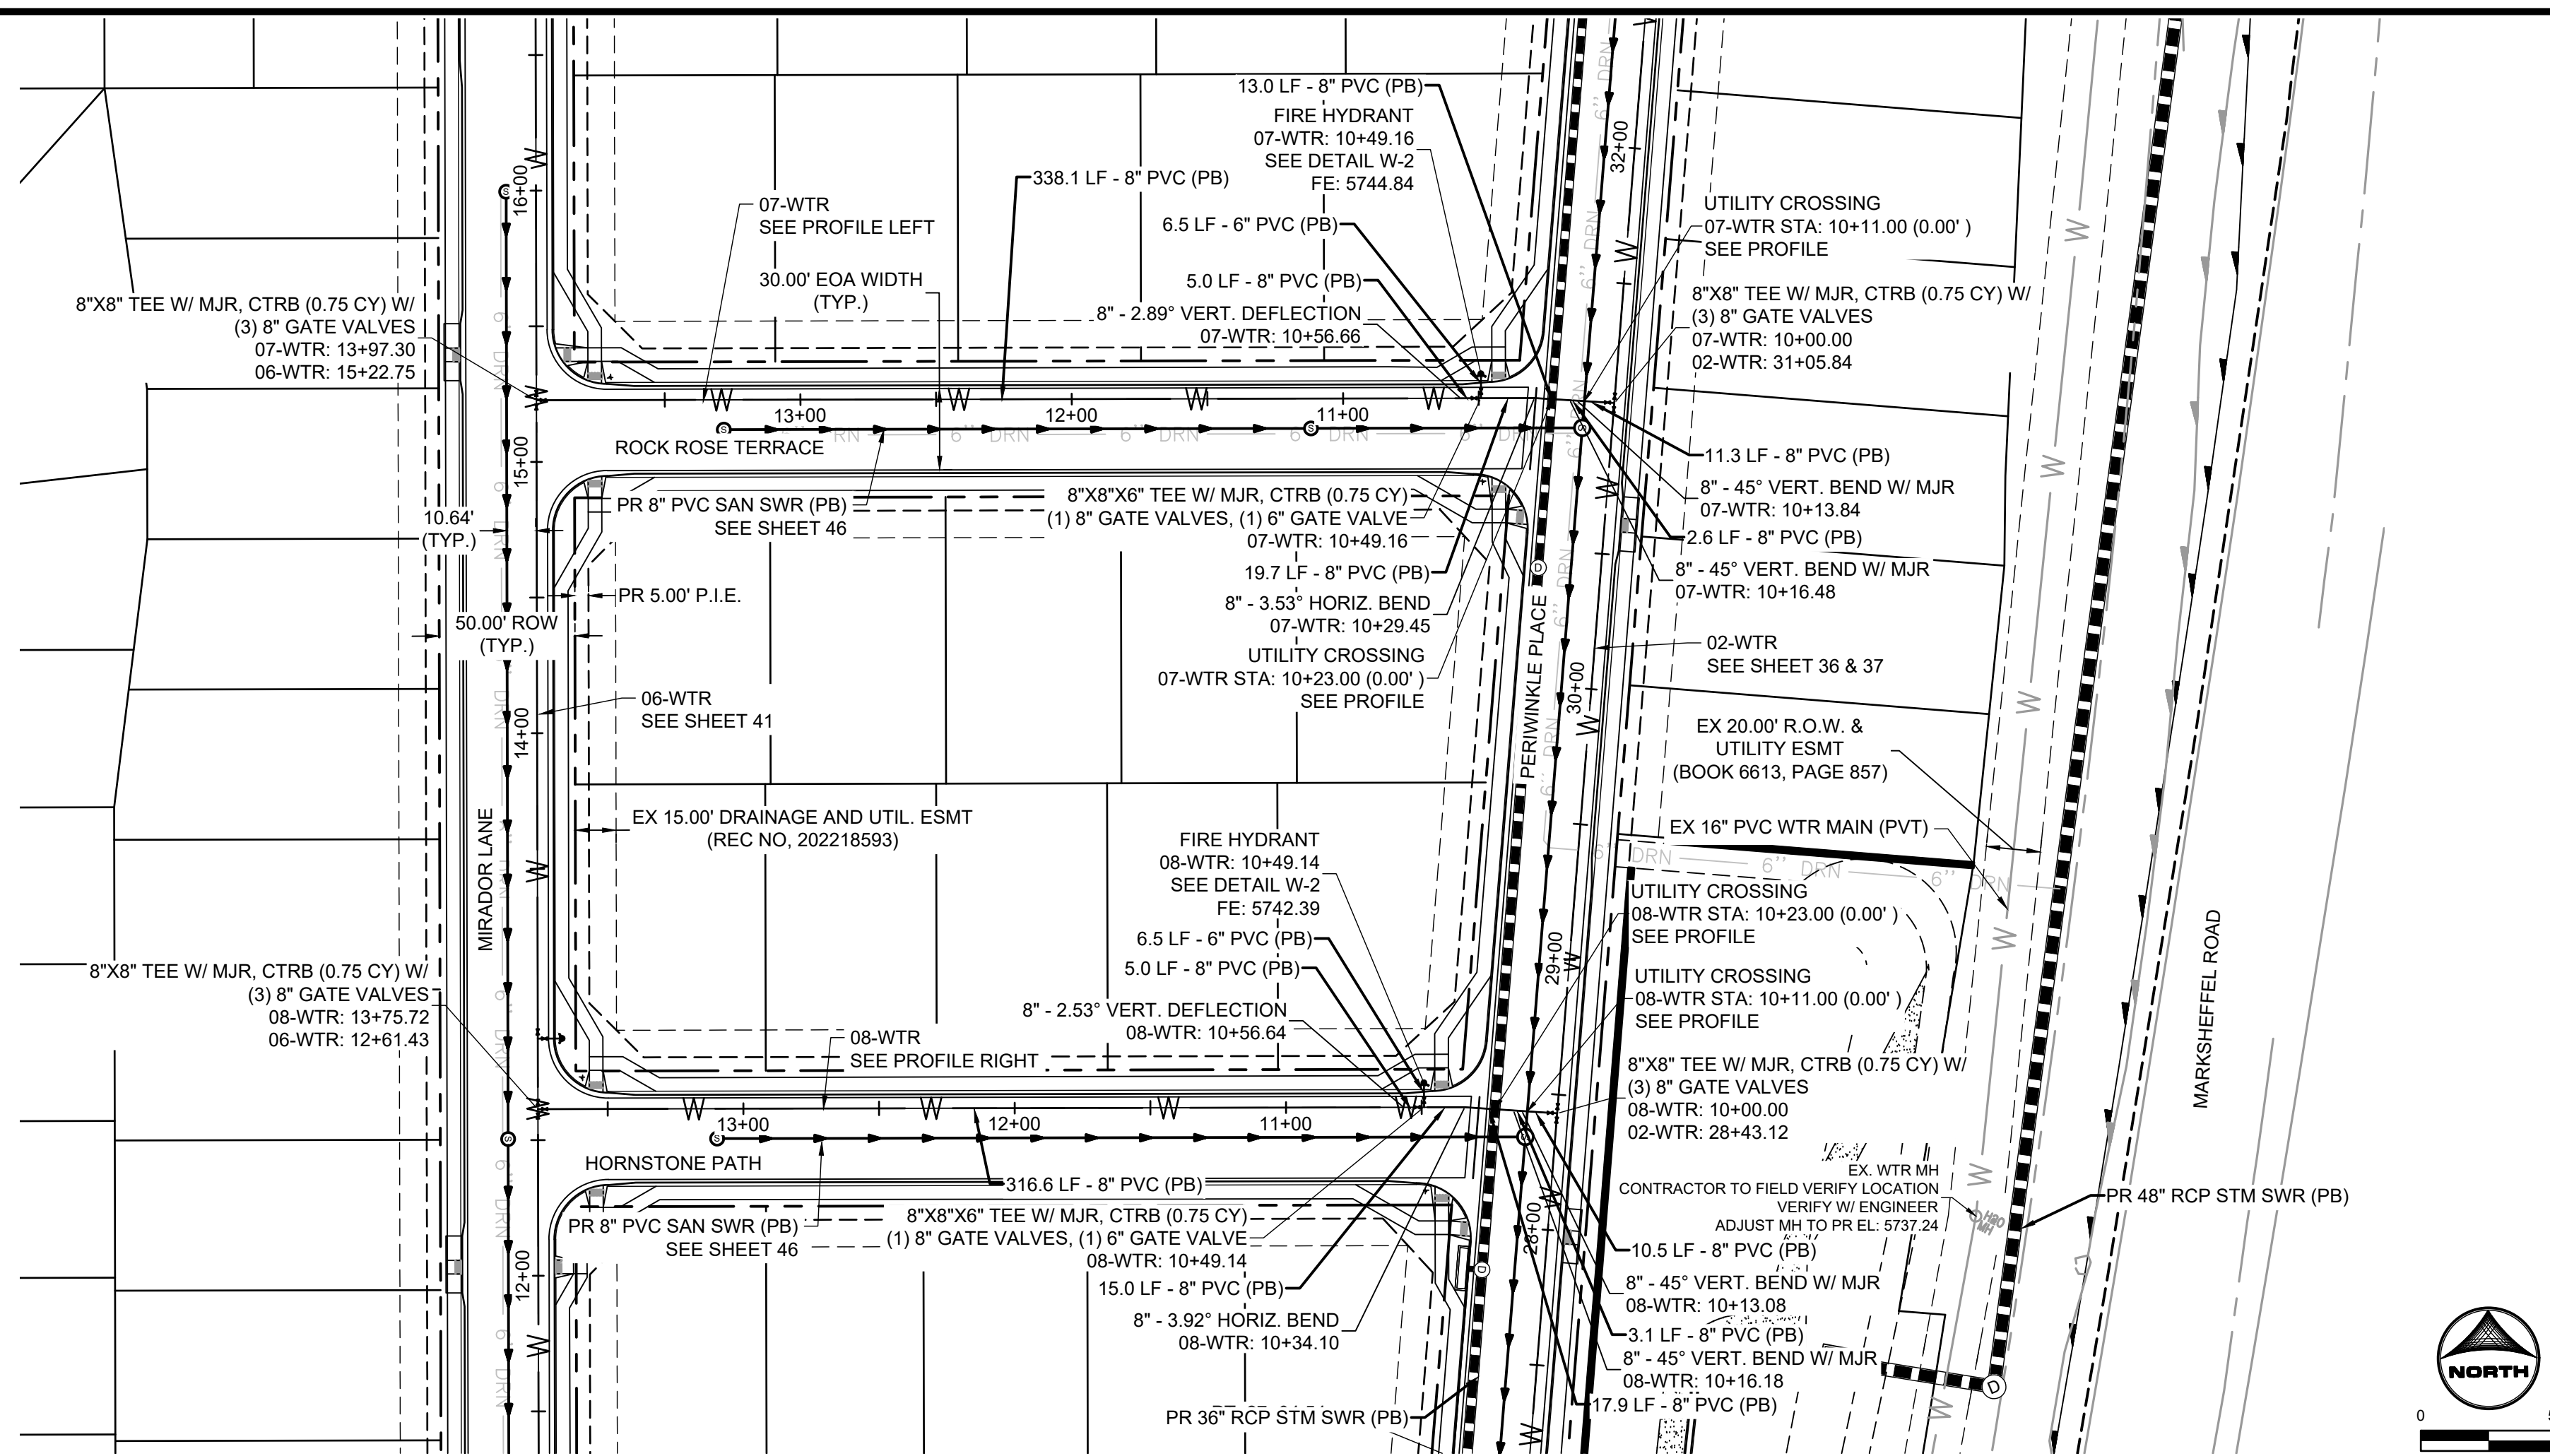 13.0 LF - 8" PVC (PB)
FIRE HYDRANT
07-WTR: 10+49.16
SEE DETAIL W-2
FE: 5744.84
338.1 LF - 8" PVC (PB)
07-WTR
SEE PROFILE LEFT
6.5 LF - 6" PVC (PB)
30.00' EOA WIDTH
(TYP.)
5.0 LF - 8" PVC (PB)
8" - 2.89° VERT. DEFLECTION
07-WTR: 10+56.66
UTILITY CROSSING
07-WTR STA: 10+11.00 (0.00' )
SEE PROFILE
8"X8" TEE W/ MJR, CTRB (0.75 CY) W/
(3) 8" GATE VALVES
07-WTR: 10+00.00
02-WTR: 31+05.84
8"X8" TEE W/ MJR, CTRB (0.75 CY) W/
(3) 8" GATE VALVES
07-WTR: 13+97.30
06-WTR: 15+22.75
16+00
15+00
14+00
12+00
32+00
30+00
29+00
28+00
W
6" DRN
13+00
12+00
11+00
ROCK ROSE TERRACE
11.3 LF - 8" PVC (PB)
8" - 45° VERT. BEND W/ MJR
07-WTR: 10+13.84
2.6 LF - 8" PVC (PB)
8" - 45° VERT. BEND W/ MJR
07-WTR: 10+16.48
PR 8" PVC SAN SWR (PB)
SEE SHEET 46
8"X8"X6" TEE W/ MJR, CTRB (0.75 CY)
(1) 8" GATE VALVES, (1) 6" GATE VALVE
07-WTR: 10+49.16
10.64'
(TYP.)
19.7 LF - 8" PVC (PB)
8" - 3.53° HORIZ. BEND
07-WTR: 10+29.45
UTILITY CROSSING
07-WTR STA: 10+23.00 (0.00' )
SEE PROFILE
PR 5.00' P.I.E.
50.00' ROW
(TYP.)
06-WTR
SEE SHEET 41
PERIWINKLE PLACE
02-WTR
SEE SHEET 36 & 37
EX 20.00' R.O.W. &
UTILITY ESMT
(BOOK 6613, PAGE 857)
EX 16" PVC WTR MAIN (PVT)
6" DRN
MIRADOR LANE
EX 15.00' DRAINAGE AND UTIL. ESMT
(REC NO, 202218593)
FIRE HYDRANT
08-WTR: 10+49.14
SEE DETAIL W-2
FE: 5742.39
UTILITY CROSSING
08-WTR STA: 10+23.00 (0.00' )
SEE PROFILE
6.5 LF - 6" PVC (PB)
5.0 LF - 8" PVC (PB)
UTILITY CROSSING
08-WTR STA: 10+11.00 (0.00' )
SEE PROFILE
MARKSHEFFEL ROAD
8"X8" TEE W/ MJR, CTRB (0.75 CY) W/
(3) 8" GATE VALVES
08-WTR: 13+75.72
06-WTR: 12+61.43
8" - 2.53° VERT. DEFLECTION
08-WTR: 10+56.64
08-WTR
SEE PROFILE RIGHT
8"X8" TEE W/ MJR, CTRB (0.75 CY) W/
(3) 8" GATE VALVES
08-WTR: 10+00.00
02-WTR: 28+43.12
13+00
12+00
11+00
HORNSTONE PATH
316.6 LF - 8" PVC (PB)
EX. WTR MH
CONTRACTOR TO FIELD VERIFY LOCATION
VERIFY W/ ENGINEER
ADJUST MH TO PR EL: 5737.24
H20
MH
PR 48" RCP STM SWR (PB)
PR 8" PVC SAN SWR (PB)
SEE SHEET 46
8"X8"X6" TEE W/ MJR, CTRB (0.75 CY)
(1) 8" GATE VALVES, (1) 6" GATE VALVE
08-WTR: 10+49.14
15.0 LF - 8" PVC (PB)
8" - 3.92° HORIZ. BEND
08-WTR: 10+34.10
10.5 LF - 8" PVC (PB)
8" - 45° VERT. BEND W/ MJR
08-WTR: 10+13.08
3.1 LF - 8" PVC (PB)
8" - 45° VERT. BEND W/ MJR
08-WTR: 10+16.18
17.9 LF - 8" PVC (PB)
PR 36" RCP STM SWR (PB)
NORTH
0